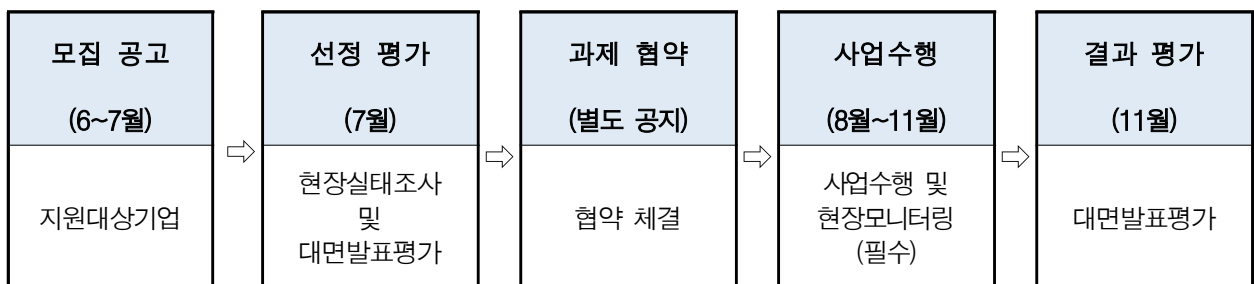 모집 공고
(6~7월)
지원대상기업
⇨
선정 평가
(7월)
현장실태조사
및
대면발표평가
⇨
과제 협약
(별도 공지)
협약 체결
⇨
사업수행
(8월~11월)
사업수행 및
현장모니터링
(필수)
⇨
결과 평가
(11월)
대면발표평가